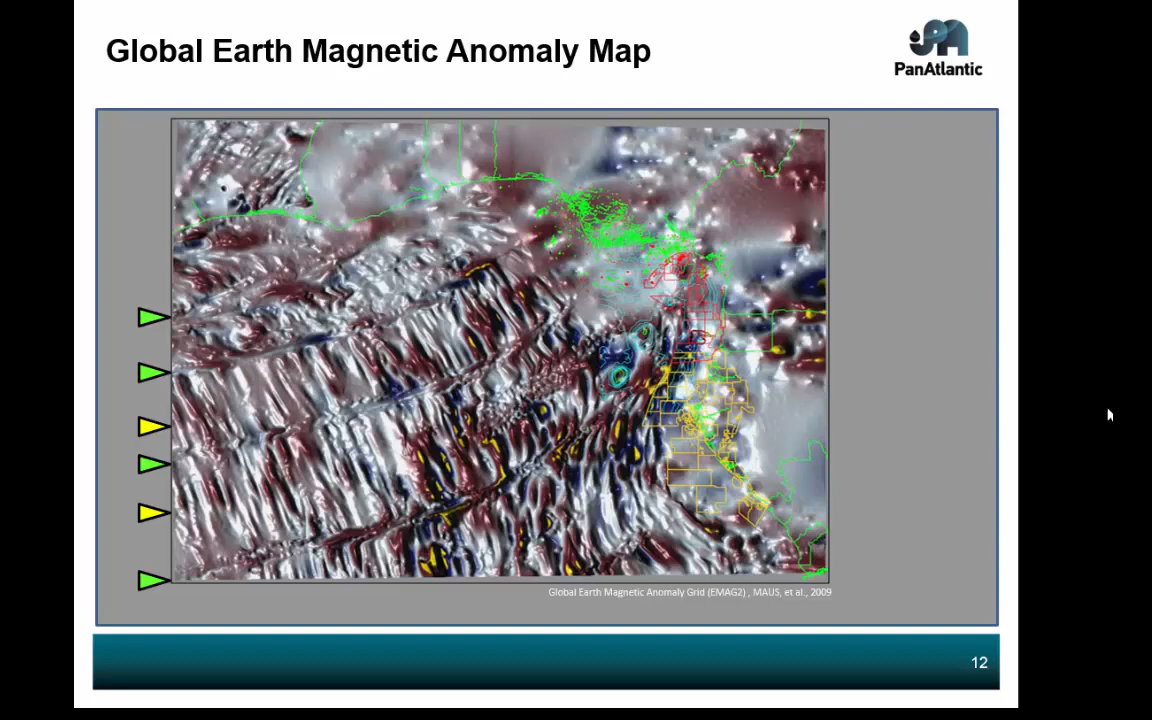 Global Earth Magnetic Anomaly Map
PanAtlantic
Global Earth Magnetic Anomaly Grid (EMAG2) , MAUS, et al., 2009
12